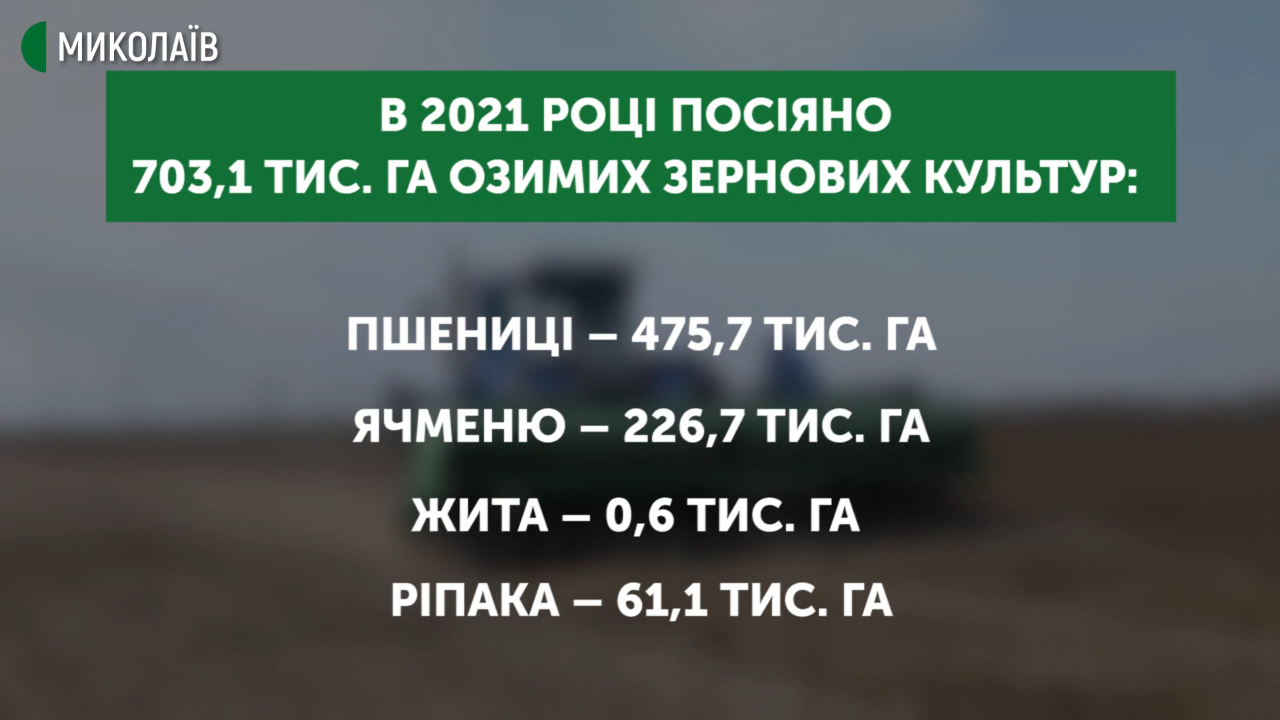 МИКОЛАЇВ
В 2021 РОЦІ ПОСІЯНО
703,1 ТИС. ГА ОЗИМИХ ЗЕРНОВИХ КУЛЬТУР:
ПШЕНИЦІ – 475,7 ТИС. ГА
ЯЧМЕНЮ – 226,7 ТИС. ГА
ЖИТА – 0,6 ТИС. ГА
РІПАКА – 61,1 ТИС. ГА